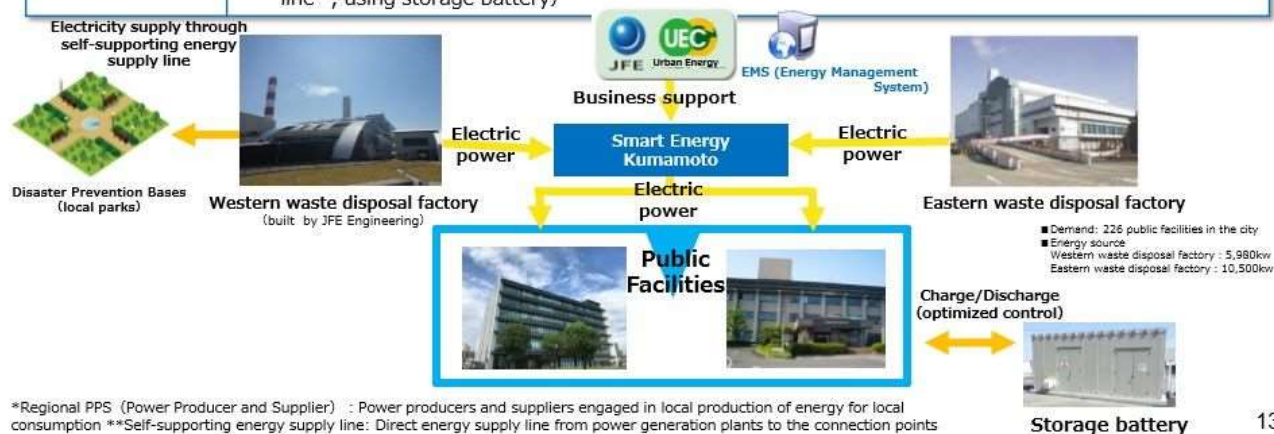 line**, using storage battery)
Electricity supply through
self-supporting energy
supply line
JFE
UEC
Urban Energy
EMS (Energy Management
System)
Business support
Electric
power
Smart Energy
Kumamoto
Electric
power
Disaster Prevention Bases
(local parks)
Western waste disposal factory
(built by JFE Engineering)
Electric
power
Eastern waste disposal factory
■Demand: 226 public facilities in the city
■Energy source
Western waste disposal factory : 5,980kw
Eastern waste disposal factory : 10,500kw
Public
Facilities
Charge/Discharge
(optimized control)
Storage battery
*Regional PPS (Power Producer and Supplier) : Power producers and suppliers engaged in local production of energy for local
consumption **Self-supporting energy supply line: Direct energy supply line from power generation plants to the connection points
13